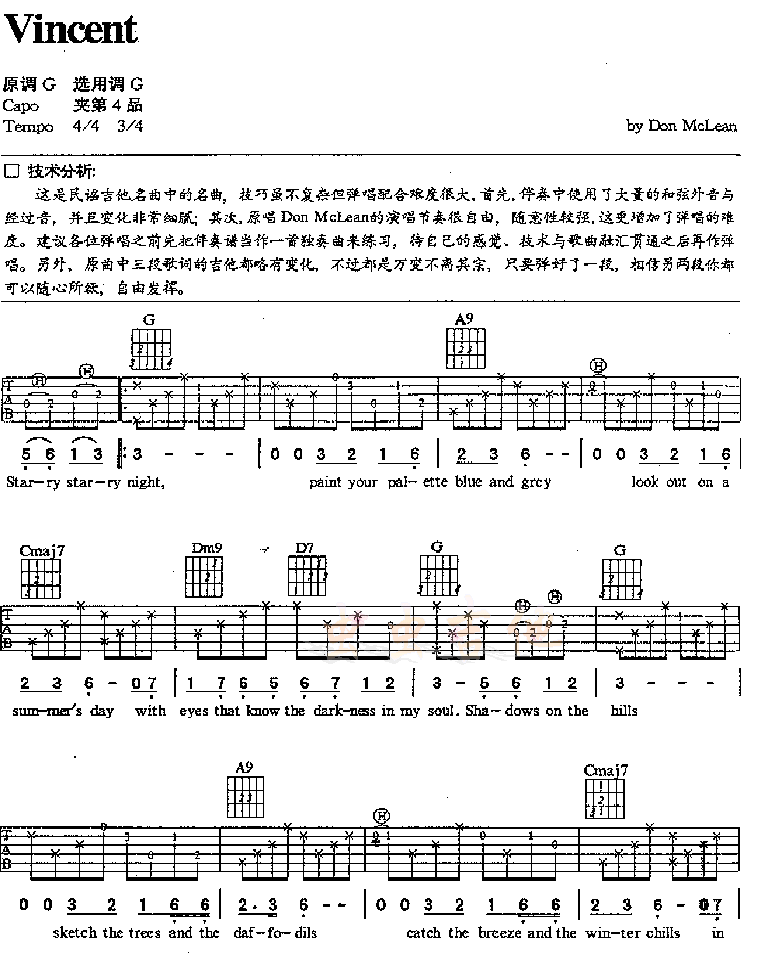 Vincent
原调 G 选用调 G
Capo 夹第 4 品
Tempo 4/4 3/4
by Don McLean
技术分析:
这是民谣吉他名曲中的名曲，技巧虽不复杂但弹唱配合难度很大。首先，伴奏中使用了大量的和弦外音与
经过音，并且变化非常细腻；其次，原唱Don McLean的演唱节奏很自由，随意性较强，这更增加了弹唱的难
度。建议各位弹唱之前先把伴奏谱当作一首独奏曲来练习，待自己的感觉、技术与歌曲融汇贯通之后再作弹
唱。另外，原曲中三段歌词的吉他都略有变化，不过都是万变不离其宗，只要弹好了一段，相信另两段你都
可以随心所欲，自由发挥。
G A9
T A B
5 6 1 3 3 - - - 0 0 3 2 1 6 2 3 6 - - 0 0 3 2 1 6
Star-ry star-ry night, paint your pal-ette blue and grey look out on a
Cmaj7 Dm9 D7 G G
T A B
2 3 6 - 0 7 1 7 6 5 6 7 1 2 3 - 5 6 1 2 3 - - -
sum-mer's day with eyes that know the dark-ness in my soul. Sha-dows on the hills
A9 Cmaj7
T A B
0 0 3 2 1 6 6 2. 3 6 - - 0 0 3 2 1 6 6 2 3 6 - 0 7
sketch the trees and the daf-fo-dils catch the breeze and the win-ter chills in